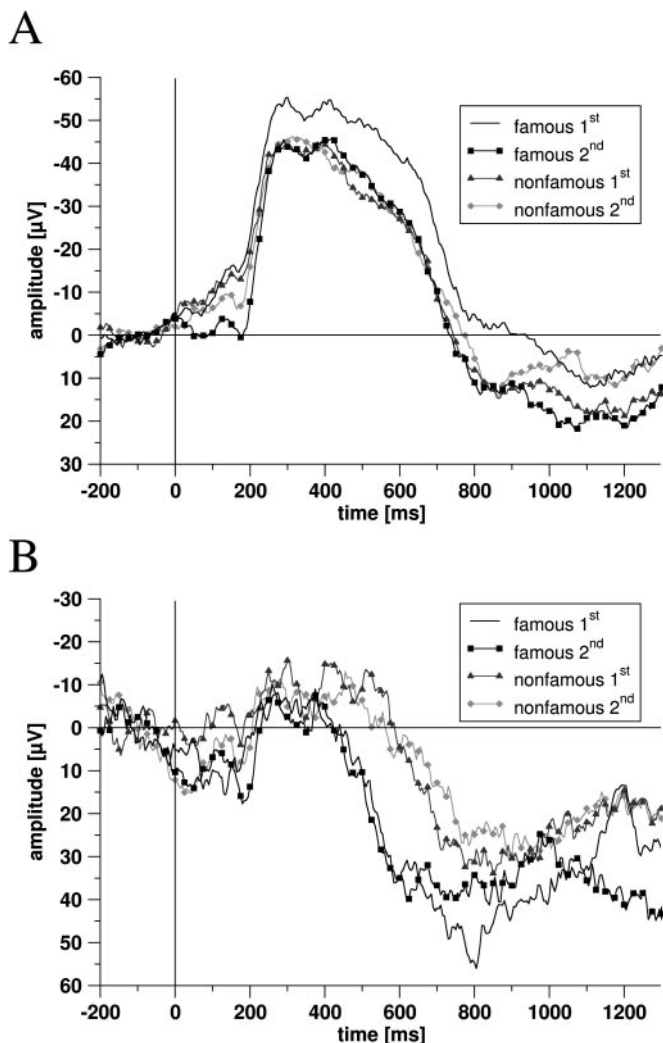 A
-60
-50
-40
-30
-20
-10
0
10
20
30
amplitude [µV]
-200 0 200 400 600 800 1000 1200
time [ms]
famous 1st
famous 2nd
nonfamous 1st
nonfamous 2nd
B
-30
-20
-10
0
10
20
30
40
50
60
amplitude [µV]
-200 0 200 400 600 800 1000 1200
time [ms]
famous 1st
famous 2nd
nonfamous 1st
nonfamous 2nd